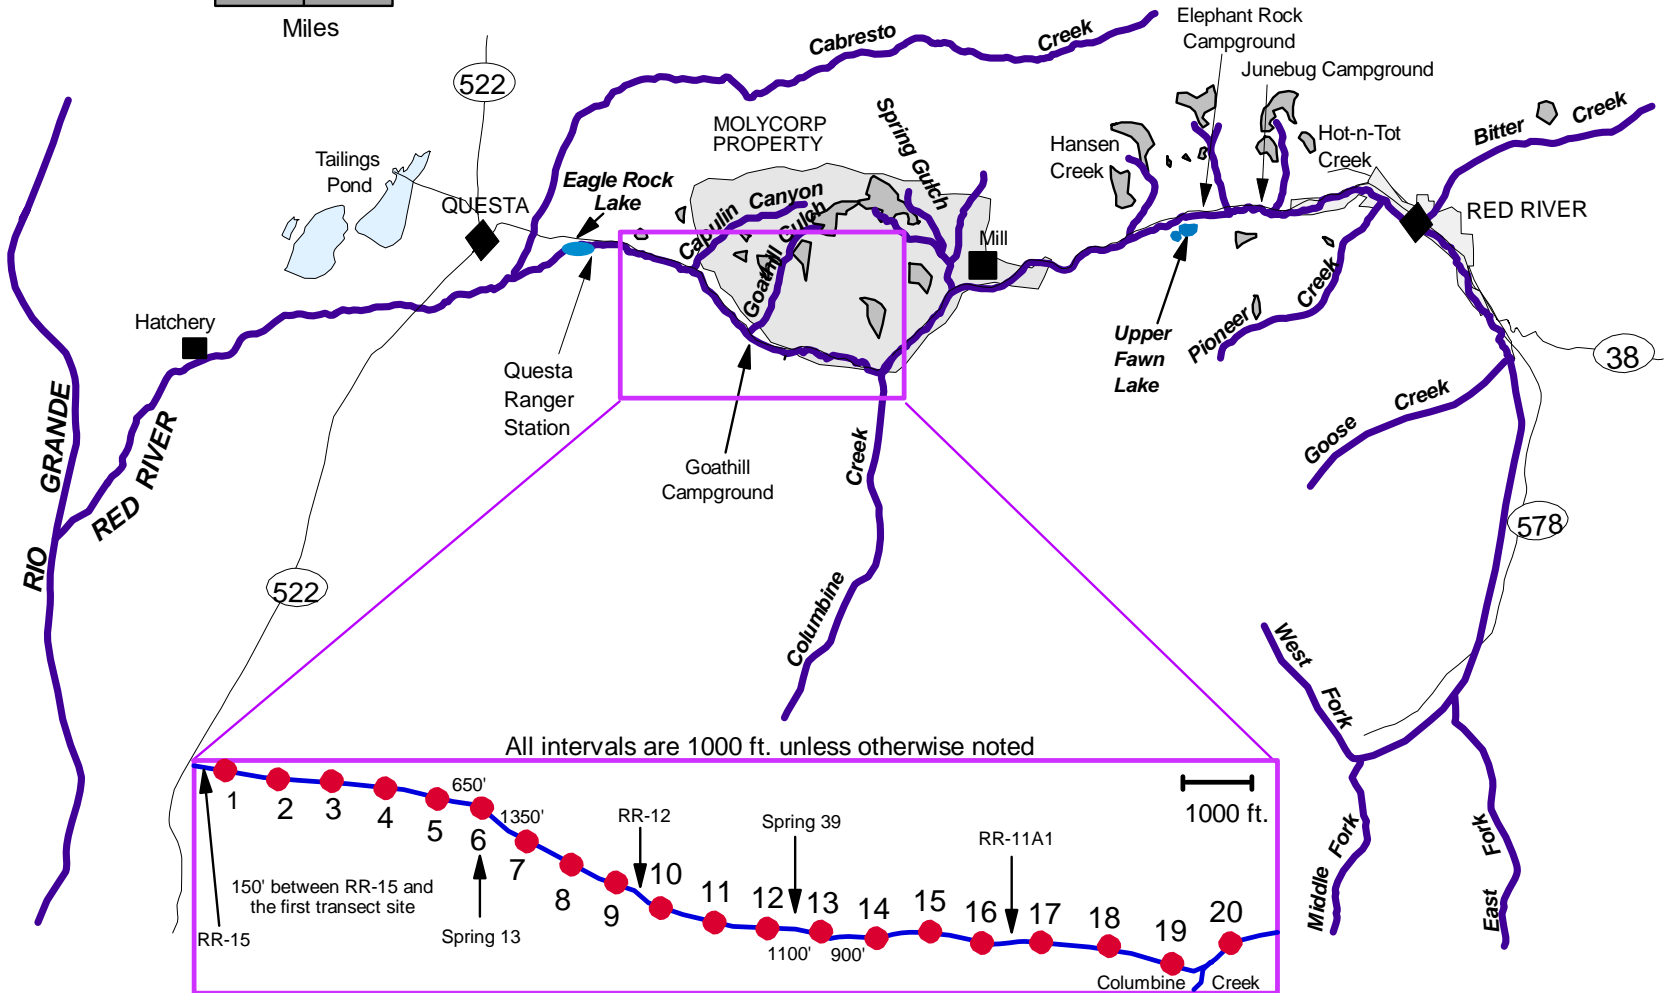 Miles
522
Cabresto
Creek
Elephant Rock
Campground
Junebug Campground
Hot-n-Tot
Creek
Bitter
Creek
Hansen
Creek
Spring Gulch
MOLYCORP
PROPERTY
Tailings
Pond
QUESTA
Eagle Rock
Lake
Capulin
Canyon
Goathill
Gulch
Mill
RED RIVER
Hatchery
Questa
Ranger
Station
Upper
Fawn
Lake
Pioneer
Creek
38
Goose
Creek
RIO
GRANDE
RED
RIVER
Goathill
Campground
Columbine
Creek
578
522
West
Fork
Middle
Fork
East
Fork
All intervals are 1000 ft. unless otherwise noted
1000 ft.
1
2
3
4
5
650'
6
1350'
7
8
9
RR-12
10
11
12
Spring 39
13
14
15
16
RR-11A1
17
18
19
20
1100'
900'
150' between RR-15 and
the first transect site
RR-15
Spring 13
Columbine
Creek